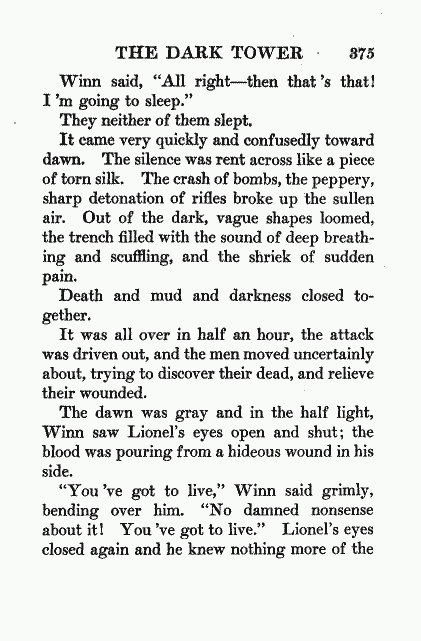 THE DARK TOWER 375
Winn said, “All right—then that 's that!
I 'm going to sleep.”
They neither of them slept.
It came very quickly and confusedly toward
dawn. The silence was rent across like a piece
of torn silk. The crash of bombs, the peppery,
sharp detonation of rifles broke up the sullen
air. Out of the dark, vague shapes loomed,
the trench filled with the sound of deep breath-
ing and scuffling, and the shriek of sudden
pain.
Death and mud and darkness closed to-
gether.
It was all over in half an hour, the attack
was driven out, and the men moved uncertainly
about, trying to discover their dead, and relieve
their wounded.
The dawn was gray and in the half light,
Winn saw Lionel's eyes open and shut; the
blood was pouring from a hideous wound in his
side.
“You 've got to live,” Winn said grimly,
bending over him. “No damned nonsense
about it! You 've got to live.” Lionel's eyes
closed again and he knew nothing more of the